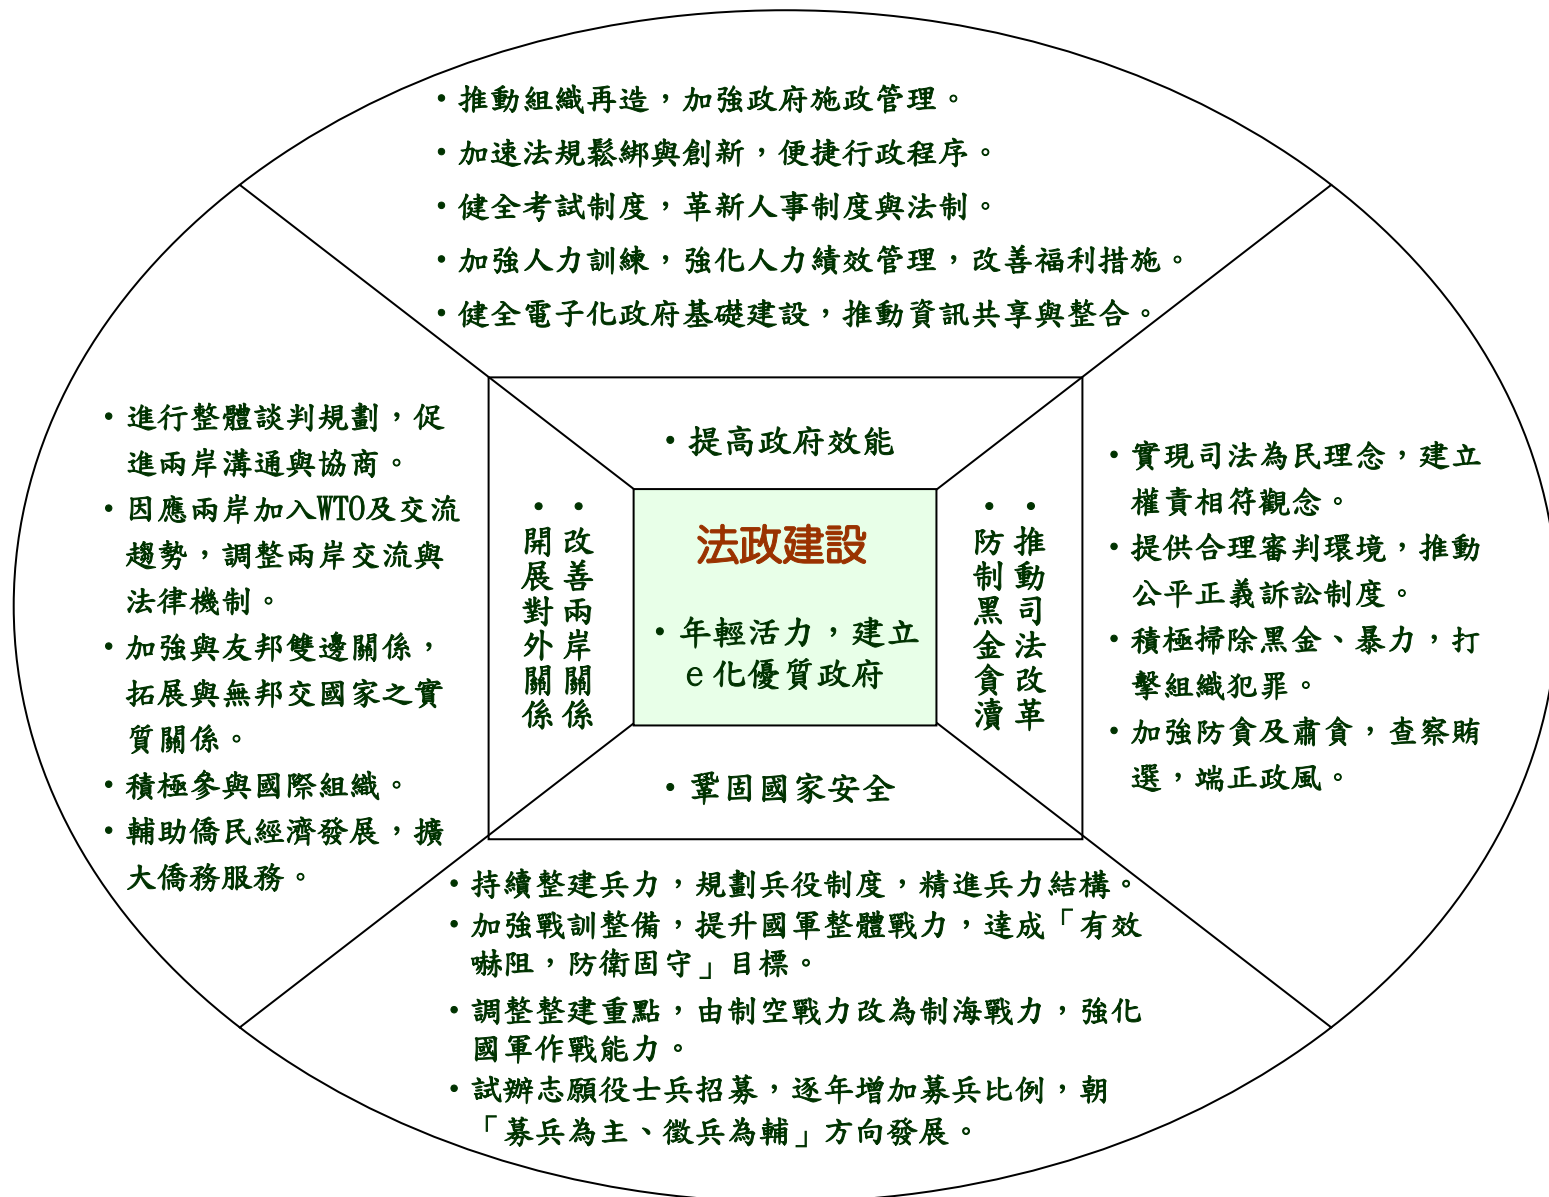 ・推動組織再造，加強政府施政管理。
・加速法規鬆綁與創新，便捷行政程序。
・健全考試制度，革新人事制度與法制。
・加強人力訓練，強化人力績效管理，改善福利措施。
・健全電子化政府基礎建設，推動資訊共享與整合。
・進行整體談判規劃，促
進兩岸溝通與協商。
・因應兩岸加入WTO及交流
趨勢，調整兩岸交流與
法律機制。
・加強與友邦雙邊關係，
拓展與無邦交國家之實
質關係。
・積極參與國際組織。
・輔助僑民經濟發展，擴
大僑務服務。
・提高政府效能
・改善兩岸關係
・開展對外關係
法政建設
・年輕活力，建立
e化優質政府
・推動司法改革
・防制黑金貪瀆
・鞏固國家安全
・實現司法為民理念，建立
權責相符觀念。
・提供合理審判環境，推動
公平正義訴訟制度。
・積極掃除黑金、暴力，打
擊組織犯罪。
・加強防貪及肅貪，查察賄
選，端正政風。
・持續整建兵力，規劃兵役制度，精進兵力結構。
・加強戰訓整備，提升國軍整體戰力，達成「有效
嚇阻，防衛固守」目標。
・調整整建重點，由制空戰力改為制海戰力，強化
國軍作戰能力。
・試辦志願役士兵招募，逐年增加募兵比例，朝
「募兵為主、徵兵為輔」方向發展。